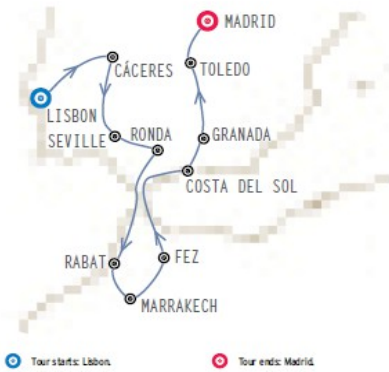 MADRID
CÁCERES
TOLEDO
LISBON
SEVILLE
RONDA
GRANADA
COSTA DEL SOL
RABAT
FEZ
MARRAKECH
Tour starts: Lisbon.
Tour ends: Madrid.